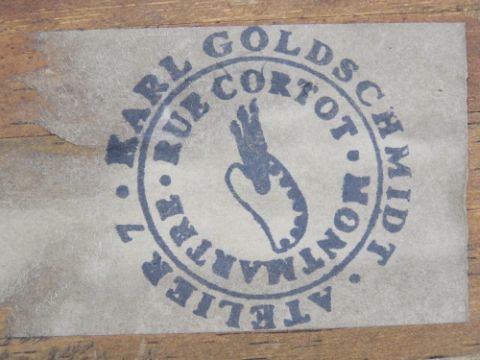 KARL GOLDSCHMIDT · ATELIER 7 ·
RUE CORTOT · MONTMARTRE ·